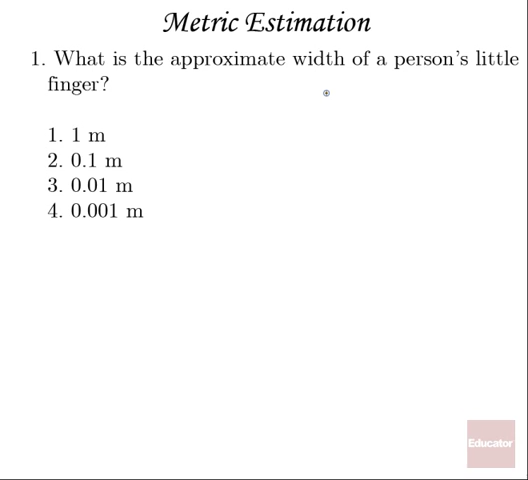 Metric Estimation
1. What is the approximate width of a person's little
finger?
1. 1 m
2. 0.1 m
3. 0.01 m
4. 0.001 m
Educator